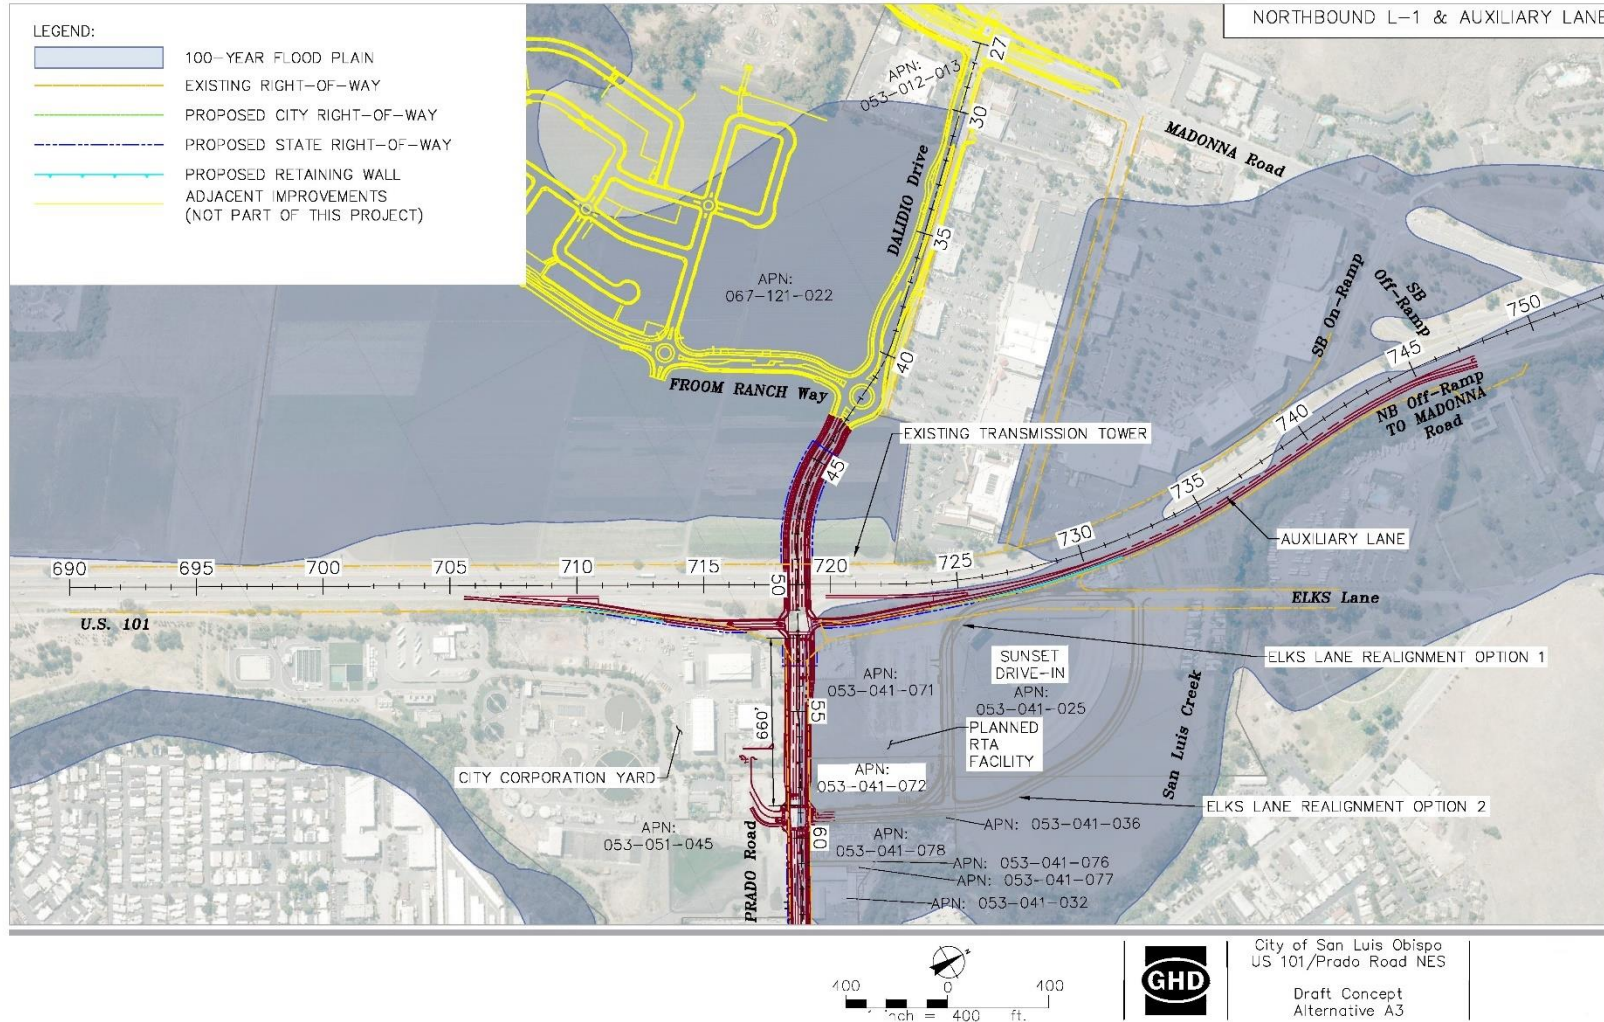 NORTHBOUND L-1 & AUXILIARY LANE
LEGEND:
100-YEAR FLOOD PLAIN
EXISTING RIGHT-OF-WAY
PROPOSED CITY RIGHT-OF-WAY
PROPOSED STATE RIGHT-OF-WAY
PROPOSED RETAINING WALL
ADJACENT IMPROVEMENTS
(NOT PART OF THIS PROJECT)
27
APN:
053-012-013
30
MADONNA Road
DALIDIO Drive
35
APN:
067-121-022
SB On-Ramp
SB
Off-Ramp
750
745
40
FROOM RANCH Way
740
NB Off-Ramp
TO MADONNA
Road
EXISTING TRANSMISSION TOWER
45
735
AUXILIARY LANE
730
690
695
700
705
710
715
720
725
50
U.S. 101
ELKS Lane
ELKS LANE REALIGNMENT OPTION 1
SUNSET
DRIVE-IN
APN:
053-041-025
APN:
053-041-071
55
660'
San Luis Creek
PLANNED
RTA
FACILITY
CITY CORPORATION YARD
APN:
053-041-072
ELKS LANE REALIGNMENT OPTION 2
APN:
053-051-045
PRADO Road
60
APN:
053-041-078
APN: 053-041-036
APN: 053-041-076
APN: 053-041-077
APN: 053-041-032
400
0
400
inch = 400 ft.
GHD
City of San Luis Obispo
US 101/Prado Road NES
Draft Concept
Alternative A3